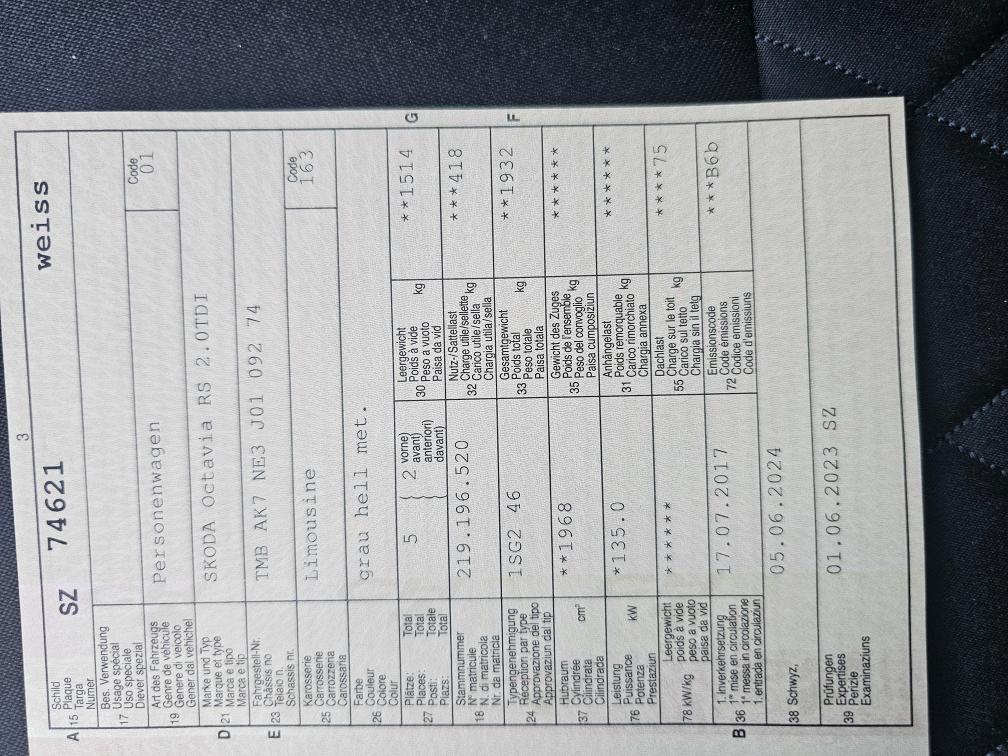 3
A 15 Schild
Plaque
Targa
Numer
SZ 74621 weiss
17 Bes. Verwendung
Usage spécial
Uso speciale
Diever spezial
19 Art des Fahrzeugs
Genre de véhicule
Genere di veicolo
Gener dal vehichel
Personenwagen
Code
01
D 21 Marke und Typ
Marque et type
Marca e tipo
Marca e tip
SKODA Octavia RS 2.0TDI
E 23 Fahrgestell-Nr.
Châssis no
Telaio n.
Schassis nr.
TMB AK7 NE3 J01 092 74
25 Karosserie
Carrosserie
Carrozzeria
Carossaria
Limousine
Code
163
26 Farbe
Couleur
Colore
Colur
grau hell met.
27 Plätze: Total
Places: Total
Posti: Totale
Plazs: Total
5 ( 2 vorne)
avant)
anteriori)
davant)
30 Leergewicht
Poids à vide
Peso a vuoto
Paisa da vid
kg
**1514
G
18 Stammnummer
N° matricule
N. di matricola
Nr. da matricla
219.196.520
32 Nutz-/Sattellast
Charge utile/sellette
Carico utile/sella
Chargia utila/sella
kg
***418
24 Typengenehmigung
Réception par type
Approvazione del tipo
Approvaziun dal tip
1SG2 46
33 Gesamtgewicht
Poids total
Peso totale
Paisa totala
kg
**1932
F
37 Hubraum
Cylindrée
Cilindrata
Cilindrada
cm³
**1968
35 Gewicht des Zuges
Poids de l'ensemble
Peso del convoglio
Paisa cumposiziun
kg
******
76 Leistung
Puissance
Potenza
Prestaziun
kW
*135.0
31 Anhängelast
Poids remorquable
Carico rimorchiato
Chargia annexa
kg
******
78 kW/kg Leergewicht
poids à vide
peso a vuoto
paisa da vid
******
55 Dachlast
Charge sur le toit
Carico sul tetto
Chargia sin il tetg
kg
****75
B 36 1. Inverkehrsetzung
1re mise en circulation
1a messa in circolazione
1. entrada en circulaziun
17.07.2017
72 Emissionscode
Code émissions
Codice emissioni
Code d'emissiuns
***B6b
38 Schwyz,
05.06.2024
39 Prüfungen
Expertises
Perizie
Examinaziuns
01.06.2023 SZ